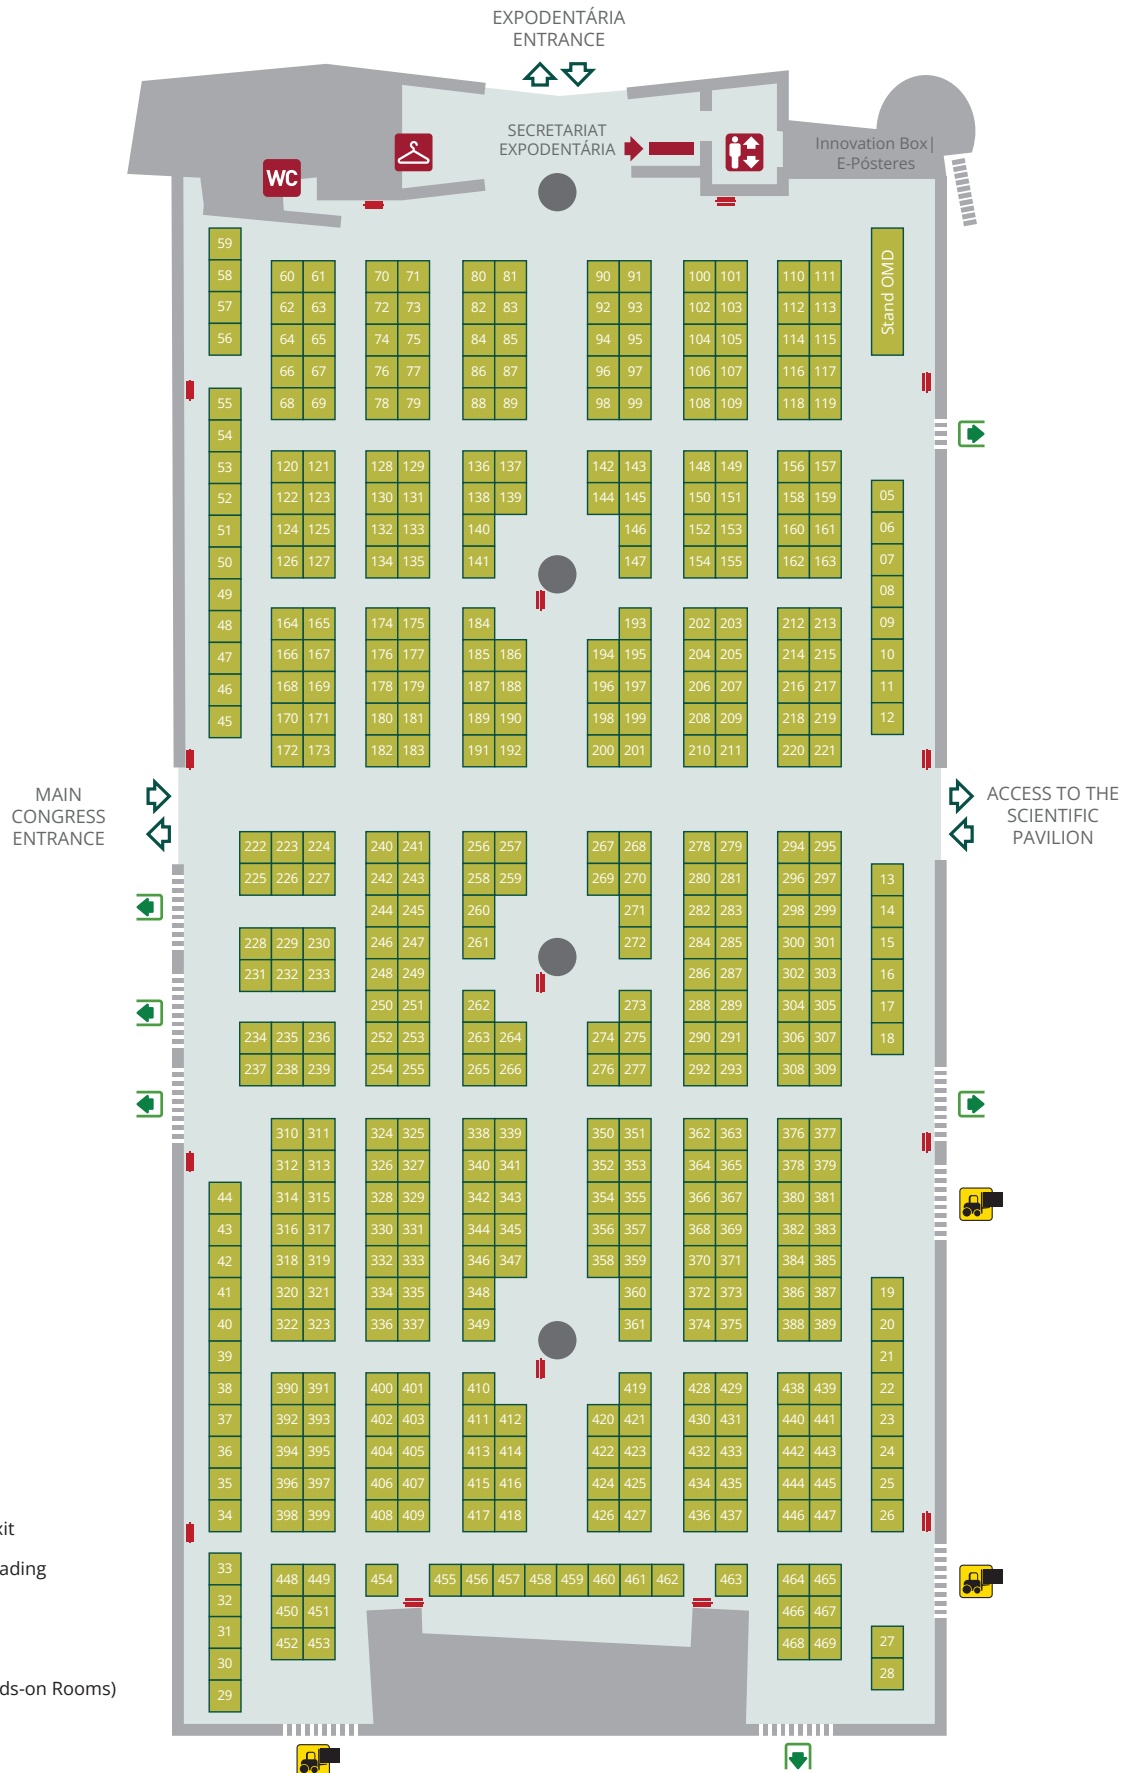 EXPODENTÁRIA
ENTRANCE
SECRETARIAT
EXPODENTÁRIA
Innovation Box|
E-Pósteres
WC
Stand OMD
59
58
57
56
60 61 70 71 80 81 90 91 100 101 110 111
62 63 72 73 82 83 92 93 102 103 112 113
64 65 74 75 84 85 94 95 104 105 114 115
66 67 76 77 86 87 96 97 106 107 116 117
68 69 78 79 88 89 98 99 108 109 118 119
55
54
53
52
51
50
49
48
47
46
45
120 121 128 129 136 137 142 143 148 149 156 157
122 123 130 131 138 139 144 145 150 151 158 159
124 125 132 133 140 146 152 153 160 161
126 127 134 135 141 147 154 155 162 163
05
06
07
08
09
10
11
12
164 165 174 175 184 193 202 203 212 213
166 167 176 177 185 186 194 195 204 205 214 215
168 169 178 179 187 188 196 197 206 207 216 217
170 171 180 181 189 190 198 199 208 209 218 219
172 173 182 183 191 192 200 201 210 211 220 221
MAIN
CONGRESS
ENTRANCE
ACCESS TO THE
SCIENTIFIC
PAVILION
222 223 224 240 241 256 257 267 268 278 279 294 295
225 226 227 242 243 258 259 269 270 280 281 296 297
244 245 260 271 282 283 298 299
228 229 230 246 247 261 272 284 285 300 301
231 232 233 248 249 286 287 302 303
250 251 262 273 288 289 304 305
234 235 236 252 253 263 264 274 275 290 291 306 307
237 238 239 254 255 265 266 276 277 292 293 308 309
13
14
15
16
17
18
310 311 324 325 338 339 350 351 362 363 376 377
312 313 326 327 340 341 352 353 364 365 378 379
314 315 328 329 342 343 354 355 366 367 380 381
316 317 330 331 344 345 356 357 368 369 382 383
318 319 332 333 346 347 358 359 370 371 384 385
320 321 334 335 348 360 372 373 386 387
322 323 336 337 349 361 374 375 388 389
44
43
42
41
40
39
38
37
36
35
34
19
20
21
22
23
24
25
26
390 391 400 401 410 419 428 429 438 439
392 393 402 403 411 412 420 421 430 431 440 441
394 395 404 405 413 414 422 423 432 433 442 443
396 397 406 407 415 416 424 425 434 435 444 445
398 399 408 409 417 418 426 427 436 437 446 447
33
32
31
30
29
448 449 454 455 456 457 458 459 460 461 462 463 464 465
450 451 466 467
452 453 468 469
27
28